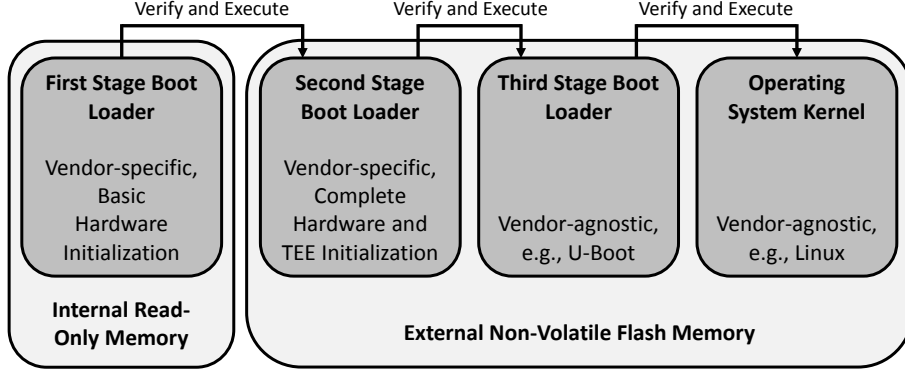 Verify and Execute
Verify and Execute
Verify and Execute
First Stage Boot
Loader
Vendor-specific,
Basic
Hardware
Initialization
Internal Read-
Only Memory
Second Stage
Boot Loader
Vendor-specific,
Complete
Hardware and
TEE Initialization
Third Stage Boot
Loader
Vendor-agnostic,
e.g., U-Boot
Operating
System Kernel
Vendor-agnostic,
e.g., Linux
External Non-Volatile Flash Memory